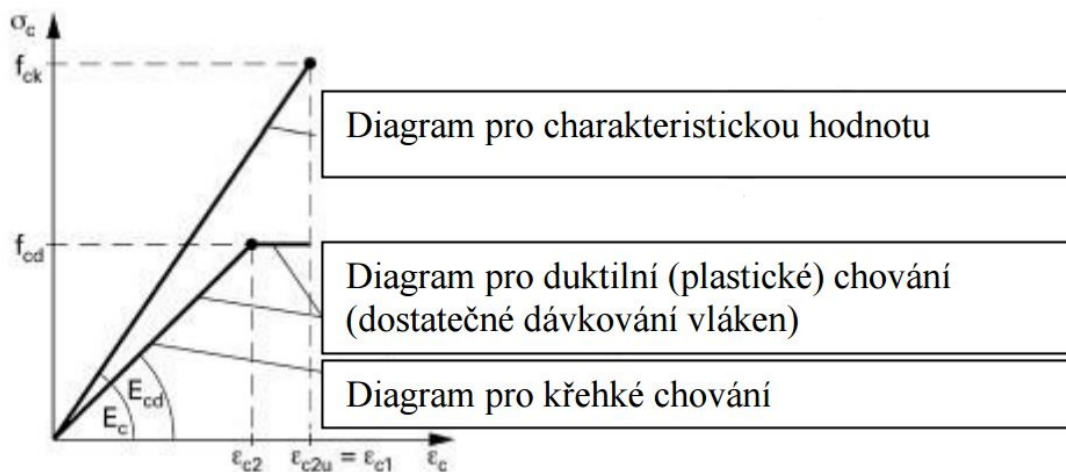 σc
fck
Diagram pro charakteristickou hodnotu
fcd
Diagram pro duktilní (plastické) chování
(dostatečné dávkování vláken)
Diagram pro křehké chování
Ecd
Ec
εc2
εc2u = εc1
εc